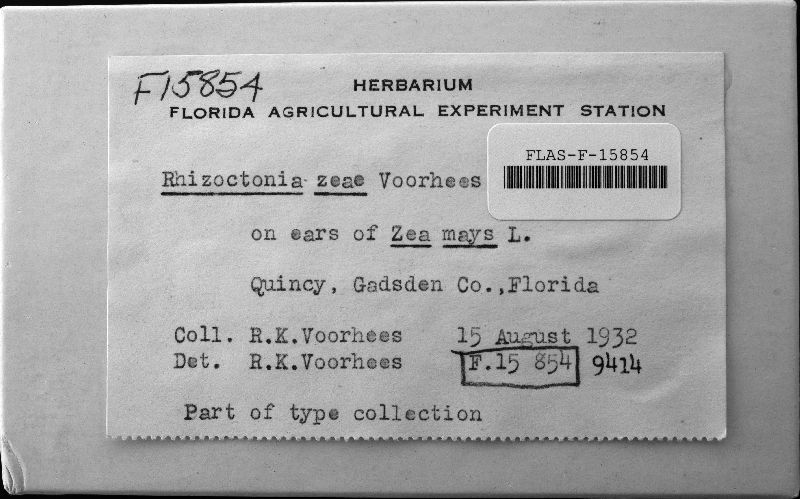 F15854
HERBARIUM
FLORIDA AGRICULTURAL EXPERIMENT STATION
FLAS-F-15854
Rhizoctonia zeae Voorhees
on ears of Zea mays L.
Quincy, Gadsden Co.,Florida
Coll. R.K.Voorhees 15 August 1932
Det. R.K.Voorhees F.15 854 9414
Part of type collection